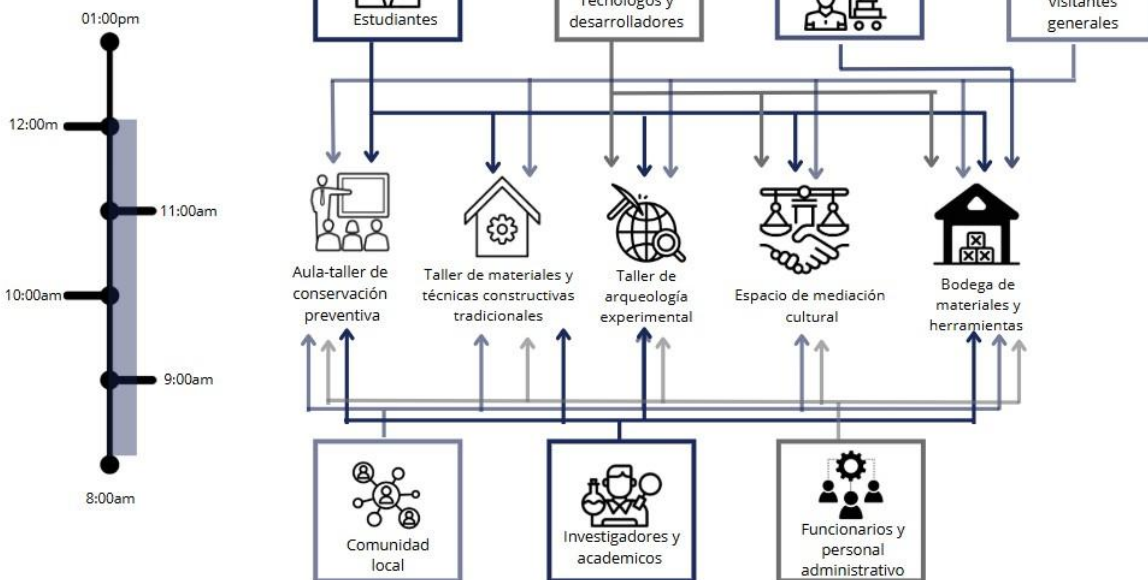 01:00pm
12:00m
11:00am
10:00am
9:00am
8:00am
Estudiantes
Tecnólogos y
desarrolladores
visitantes
generales
Aula-taller de
conservación
preventiva
Taller de materiales y
técnicas constructivas
tradicionales
Taller de
arqueología
experimental
Espacio de mediación
cultural
Bodega de
materiales y
herramientas
Comunidad
local
Investigadores y
academicos
Funcionarios y
personal
administrativo